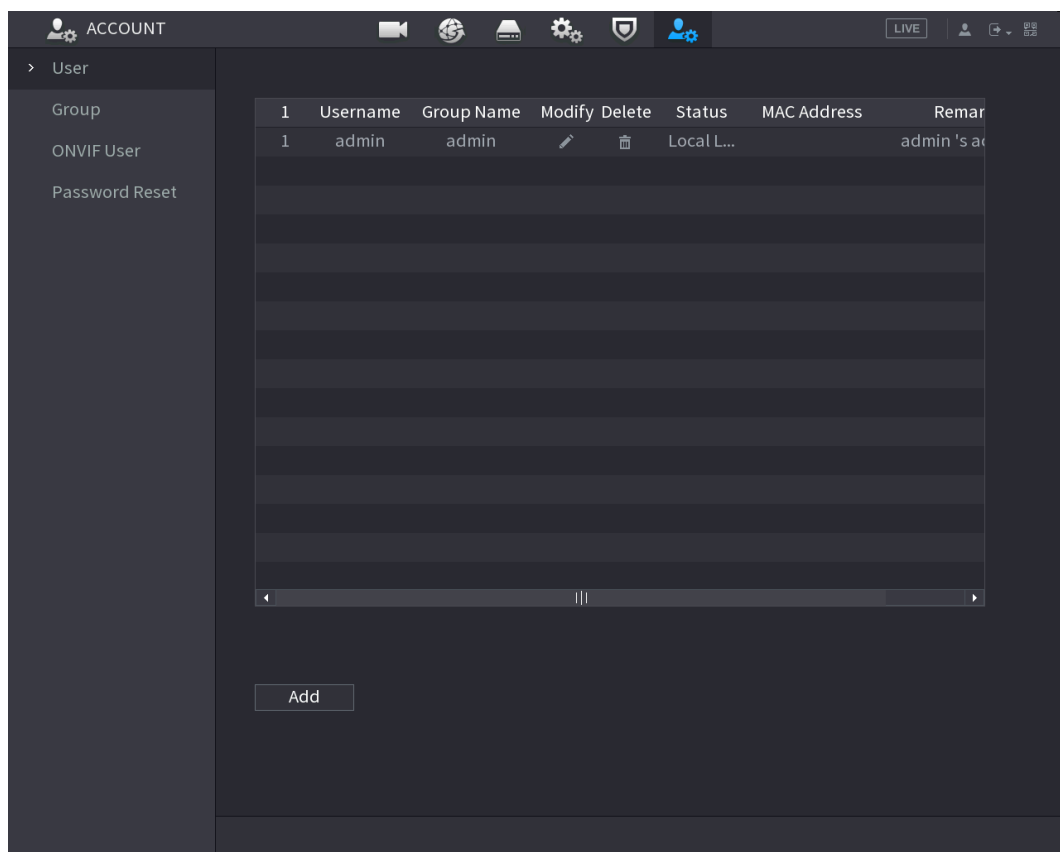 ACCOUNT LIVE
User
Group
ONVIF User
Password Reset
1 Username Group Name Modify Delete Status MAC Address Remar
1 admin admin Local L... admin 's a
Add